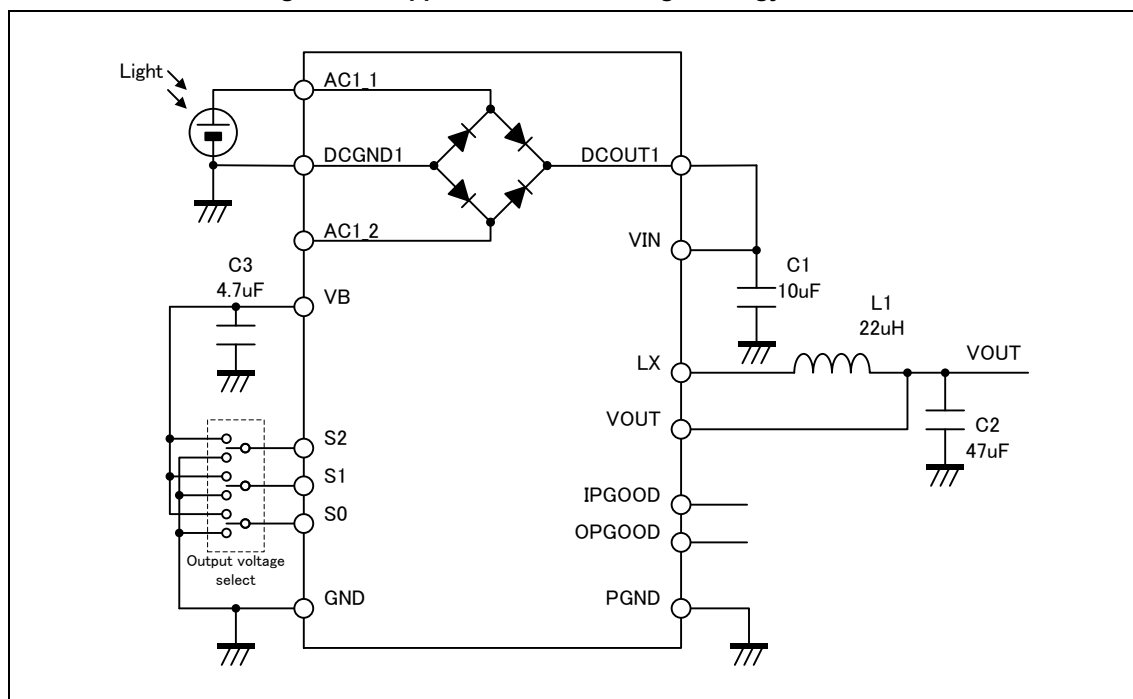 Light
AC1_1
DCGND1
DCOUT1
AC1_2
VIN
C3
4.7uF
VB
C1
10uF
L1
22uH
LX
VOUT
VOUT
C2
47uF
S2
S1
S0
IPGOOD
OPGOOD
Output voltage
select
GND
PGND